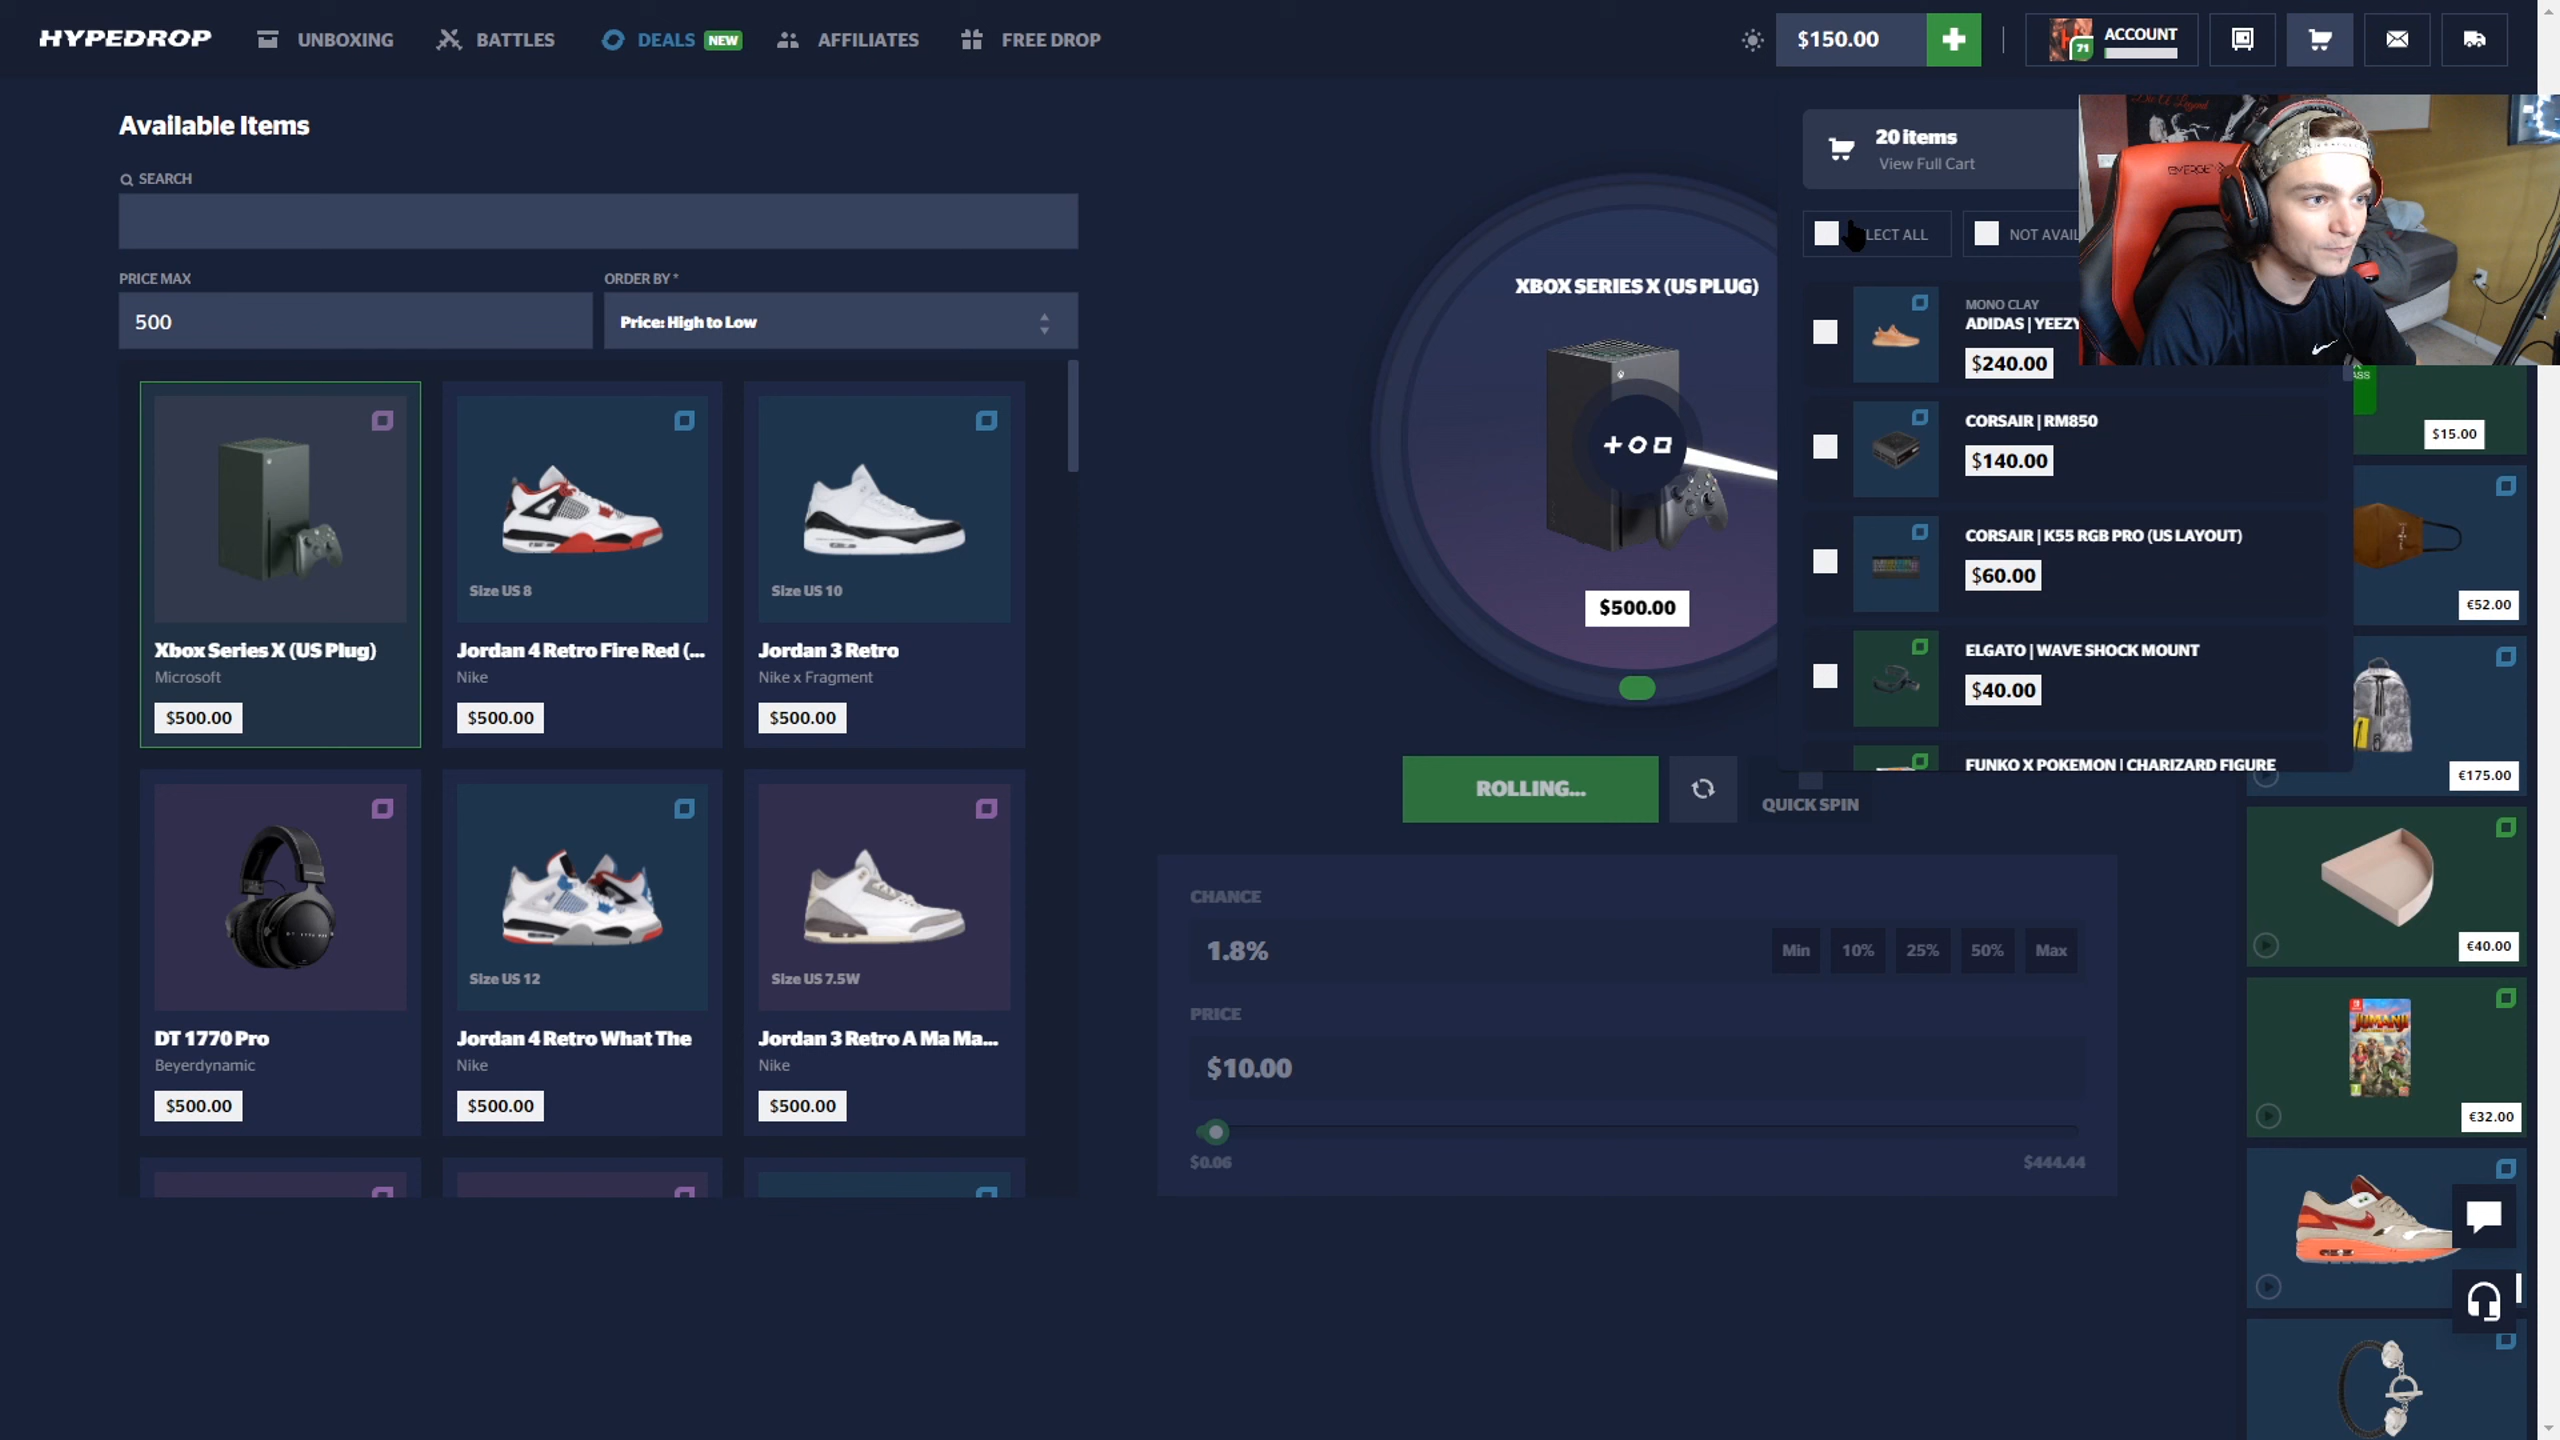 HYPEDROP
UNBOXING
BATTLES
DEALS NEW
AFFILIATES
FREE DROP
$150.00
71
ACCOUNT
Available Items
SEARCH
PRICE MAX
500
ORDER BY *
Price: High to Low
Xbox Series X (US Plug)
Microsoft
$500.00
Size US 8
Jordan 4 Retro Fire Red (...
Nike
$500.00
Size US 10
Jordan 3 Retro
Nike x Fragment
$500.00
DT 1770 Pro
Beyerdynamic
$500.00
Size US 12
Jordan 4 Retro What The
Nike
$500.00
Size US 7.5W
Jordan 3 Retro A Ma Ma...
Nike
$500.00
XBOX SERIES X (US PLUG)
$500.00
ROLLING...
QUICK SPIN
CHANCE
1.8%
Min
10%
25%
50%
Max
PRICE
$10.00
$0.06
$444.44
20 items
View Full Cart
LECT ALL
NOT AVAIL
MONO CLAY
ADIDAS | YEEZY
$240.00
CORSAIR | RM850
$140.00
CORSAIR | K55 RGB PRO (US LAYOUT)
$60.00
ELGATO | WAVE SHOCK MOUNT
$40.00
FUNKO X POKEMON | CHARIZARD FIGURE
$15.00
€52.00
€175.00
€40.00
JUMANJI
€32.00